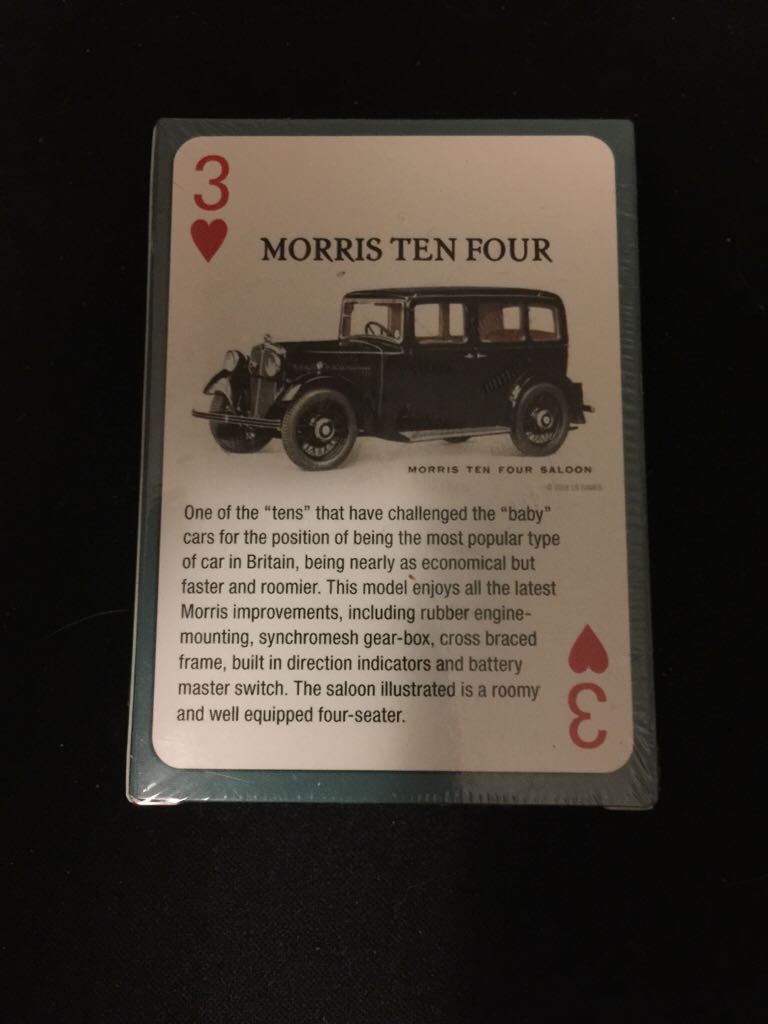 3
MORRIS TEN FOUR
MORRIS TEN FOUR SALOON
One of the “tens” that have challenged the “baby”
cars for the position of being the most popular type
of car in Britain, being nearly as economical but
faster and roomier. This model enjoys all the latest
Morris improvements, including rubber engine-
mounting, synchromesh gear-box, cross braced
frame, built in direction indicators and battery
master switch. The saloon illustrated is a roomy
and well equipped four-seater.
3